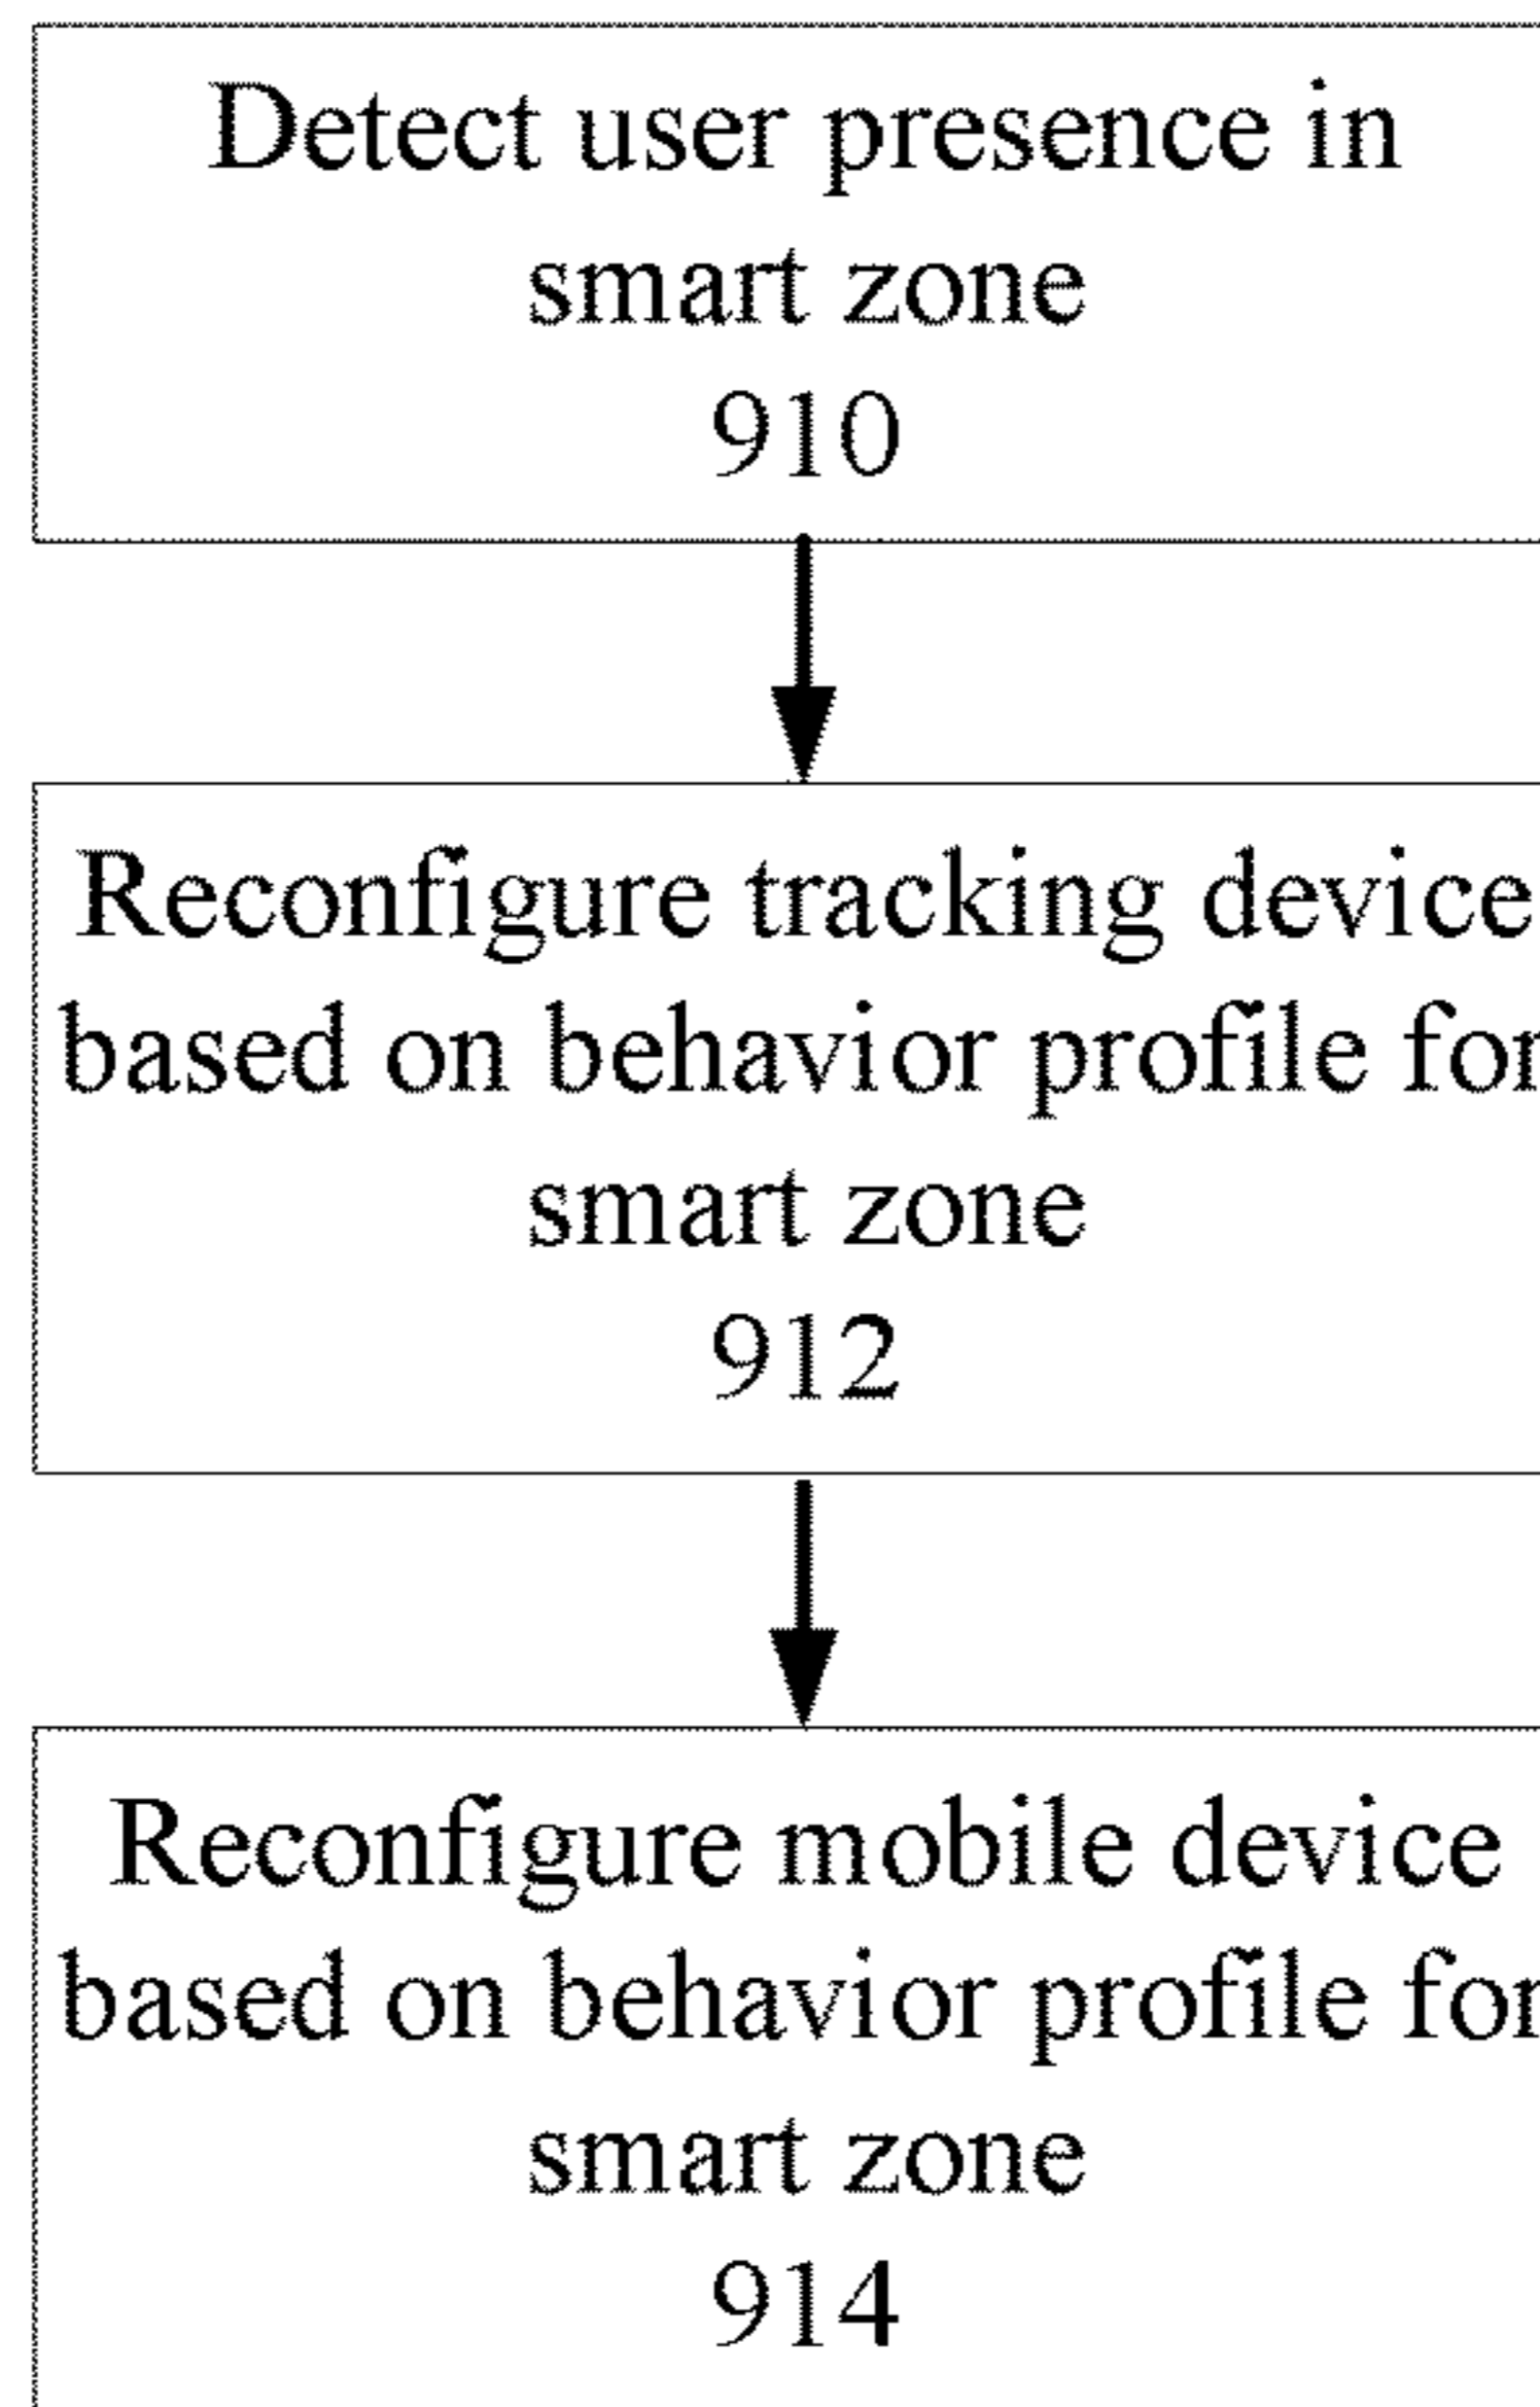 Detect user presence in
smart zone
910
Reconfigure tracking device
based on behavior profile for
smart zone
912
Reconfigure mobile device
based on behavior profile for
smart zone
914